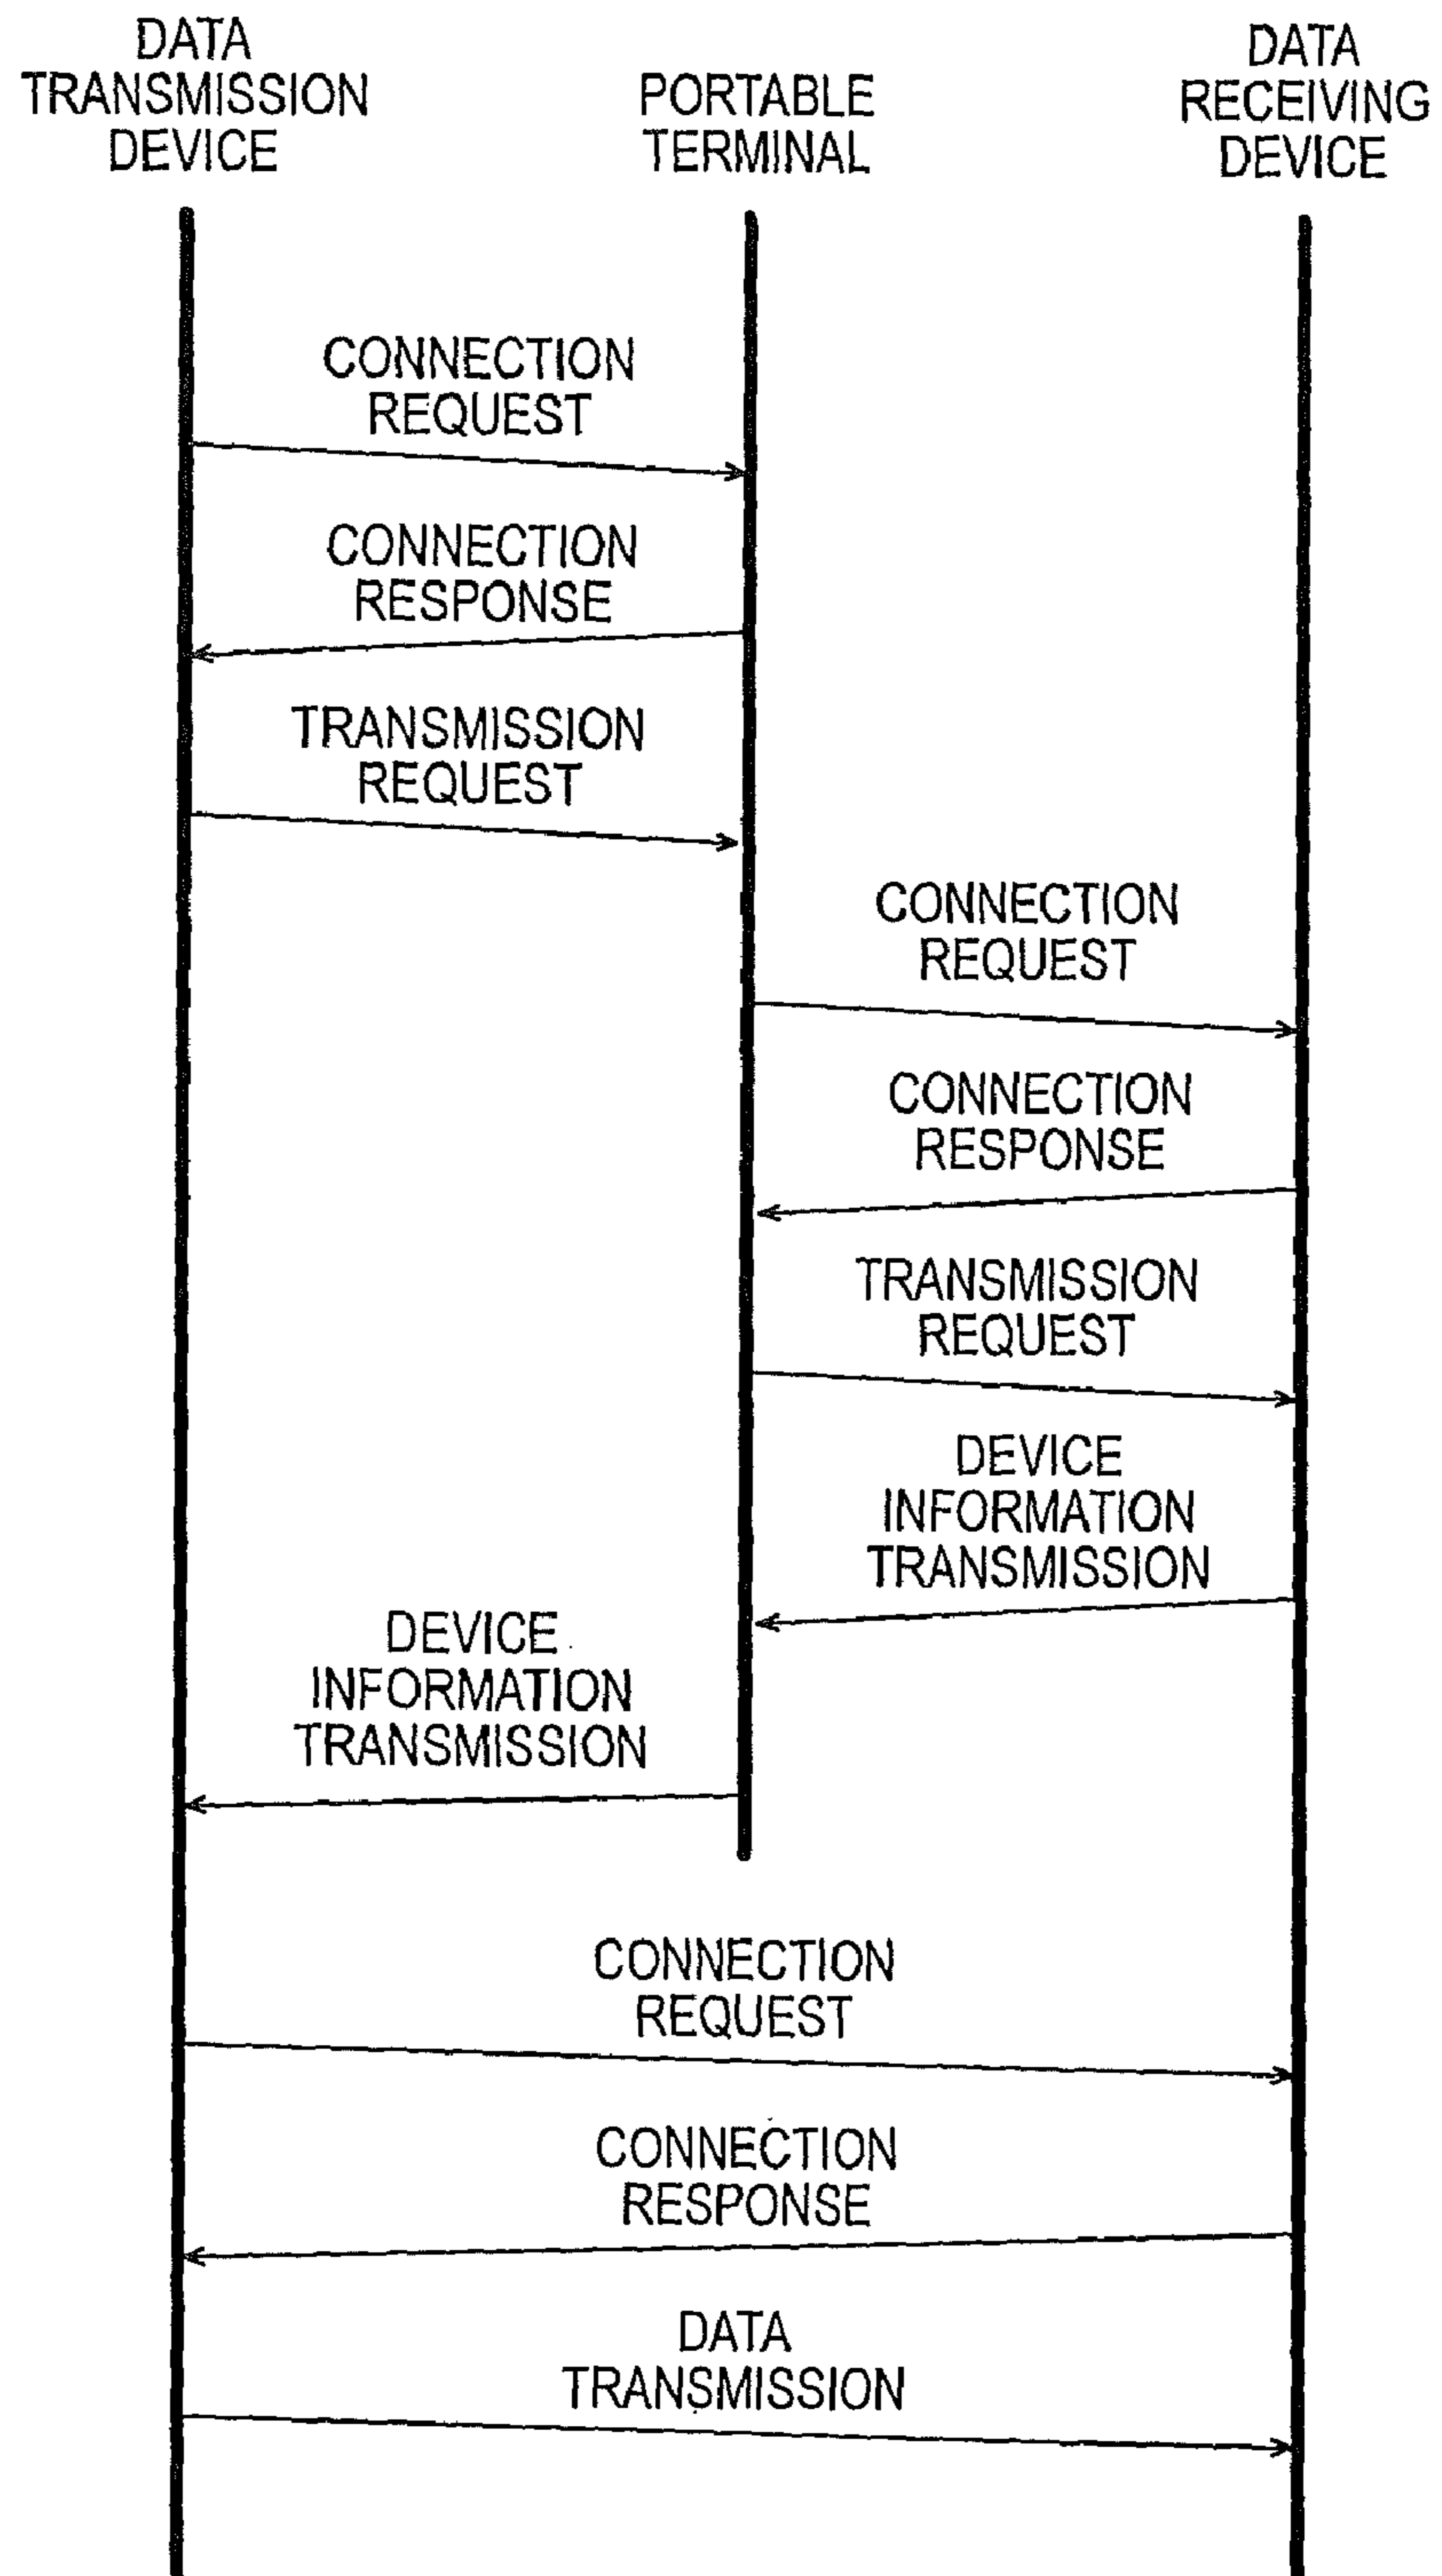 DATA
TRANSMISSION
DEVICE
PORTABLE
TERMINAL
DATA
RECEIVING
DEVICE
CONNECTION
REQUEST
CONNECTION
RESPONSE
TRANSMISSION
REQUEST
CONNECTION
REQUEST
CONNECTION
RESPONSE
TRANSMISSION
REQUEST
DEVICE
INFORMATION
TRANSMISSION
DEVICE
INFORMATION
TRANSMISSION
CONNECTION
REQUEST
CONNECTION
RESPONSE
DATA
TRANSMISSION